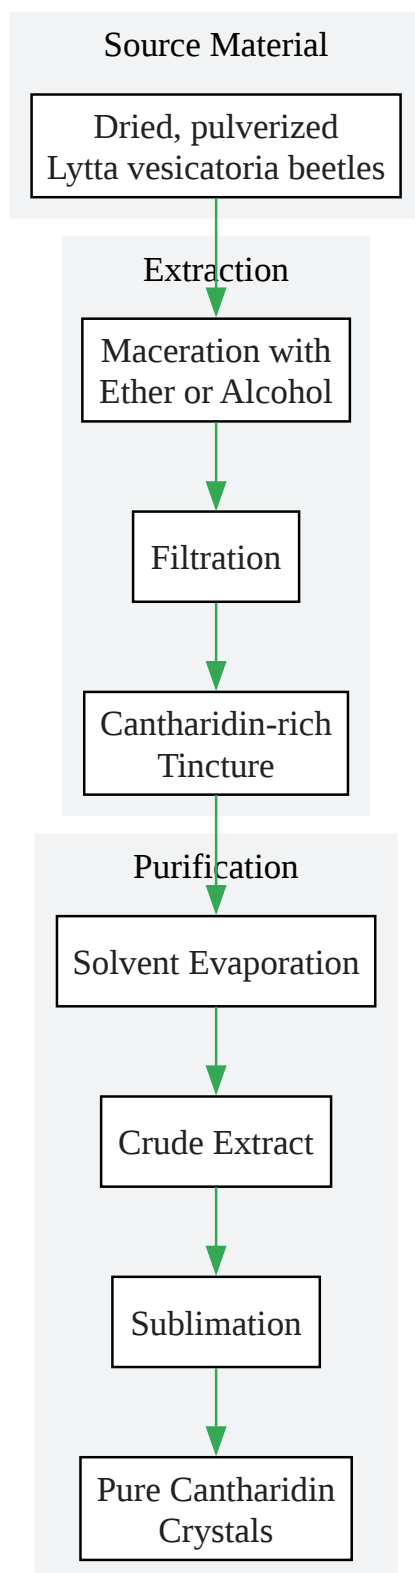 Source Material
Dried, pulverized
Lytta vesicatoria beetles
Extraction
Maceration with
Ether or Alcohol
Filtration
Cantharidin-rich
Tincture
Purification
Solvent Evaporation
Crude Extract
Sublimation
Pure Cantharidin
Crystals